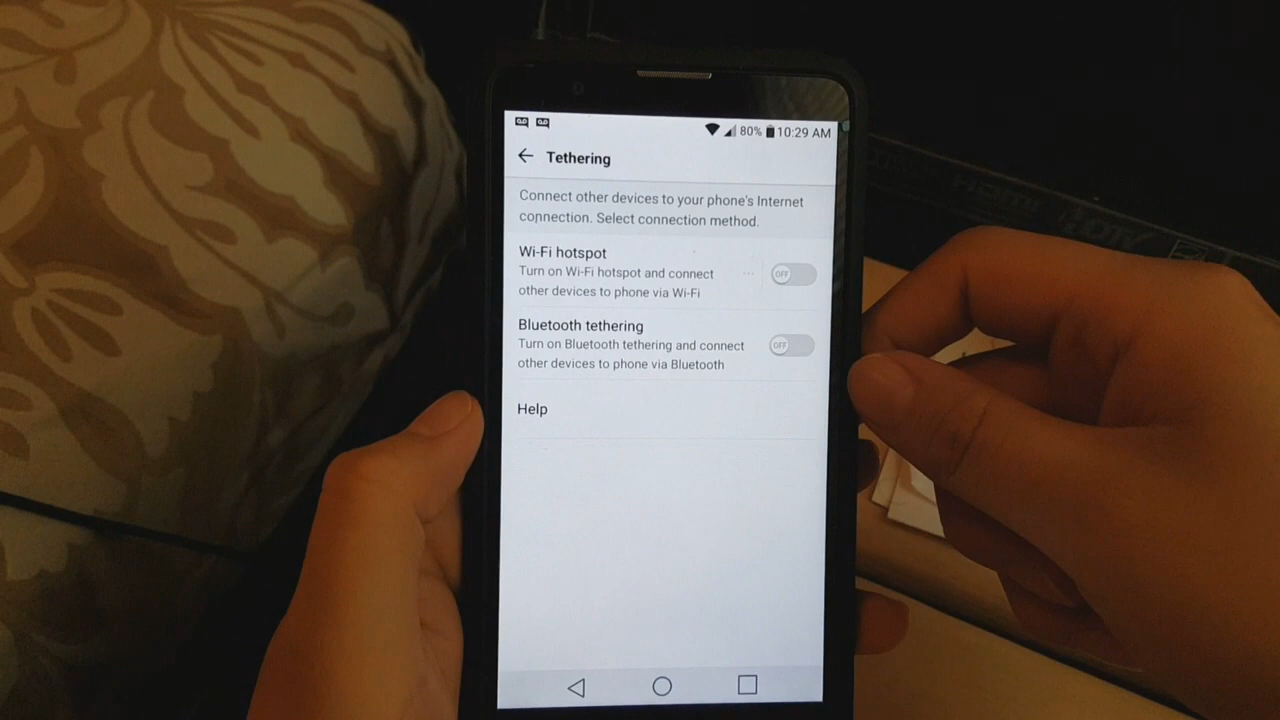 80% 10:29 AM
Tethering
Connect other devices to your phone's Internet
connection. Select connection method.
Wi-Fi hotspot
Turn on Wi-Fi hotspot and connect
other devices to phone via Wi-Fi
OFF
Bluetooth tethering
Turn on Bluetooth tethering and connect
other devices to phone via Bluetooth
OFF
Help
HDMI